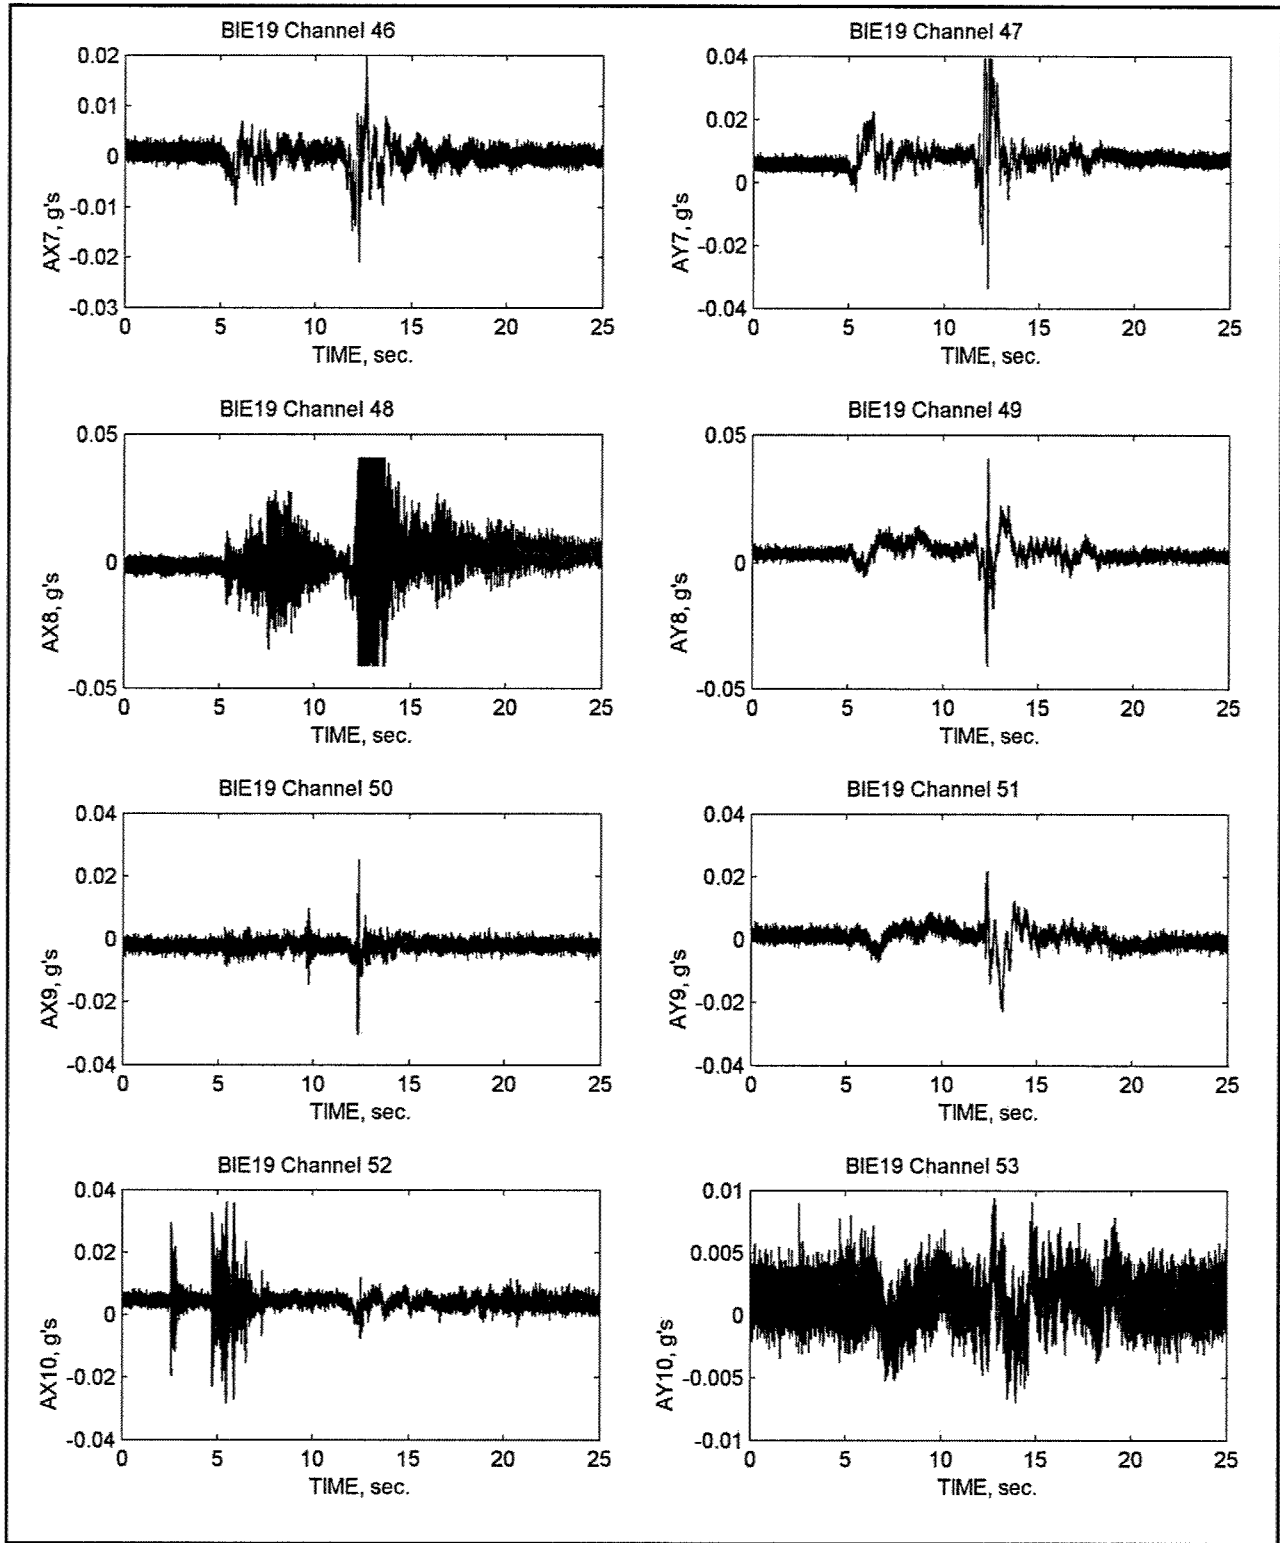 BIE19 Channel 46
0.02
0.01
0
-0.01
-0.02
-0.03
AX7, g's
0 5 10 15 20 25
TIME, sec.
BIE19 Channel 47
0.04
0.02
0
-0.02
-0.04
AY7, g's
0 5 10 15 20 25
TIME, sec.
BIE19 Channel 48
0.05
0
-0.05
AX8, g's
0 5 10 15 20 25
TIME, sec.
BIE19 Channel 49
0.05
0
-0.05
AY8, g's
0 5 10 15 20 25
TIME, sec.
BIE19 Channel 50
0.04
0.02
0
-0.02
-0.04
AX9, g's
0 5 10 15 20 25
TIME, sec.
BIE19 Channel 51
0.04
0.02
0
-0.02
-0.04
AY9, g's
0 5 10 15 20 25
TIME, sec.
BIE19 Channel 52
0.04
0.02
0
-0.02
-0.04
AX10, g's
0 5 10 15 20 25
TIME, sec.
BIE19 Channel 53
0.01
0.005
0
-0.005
-0.01
AY10, g's
0 5 10 15 20 25
TIME, sec.